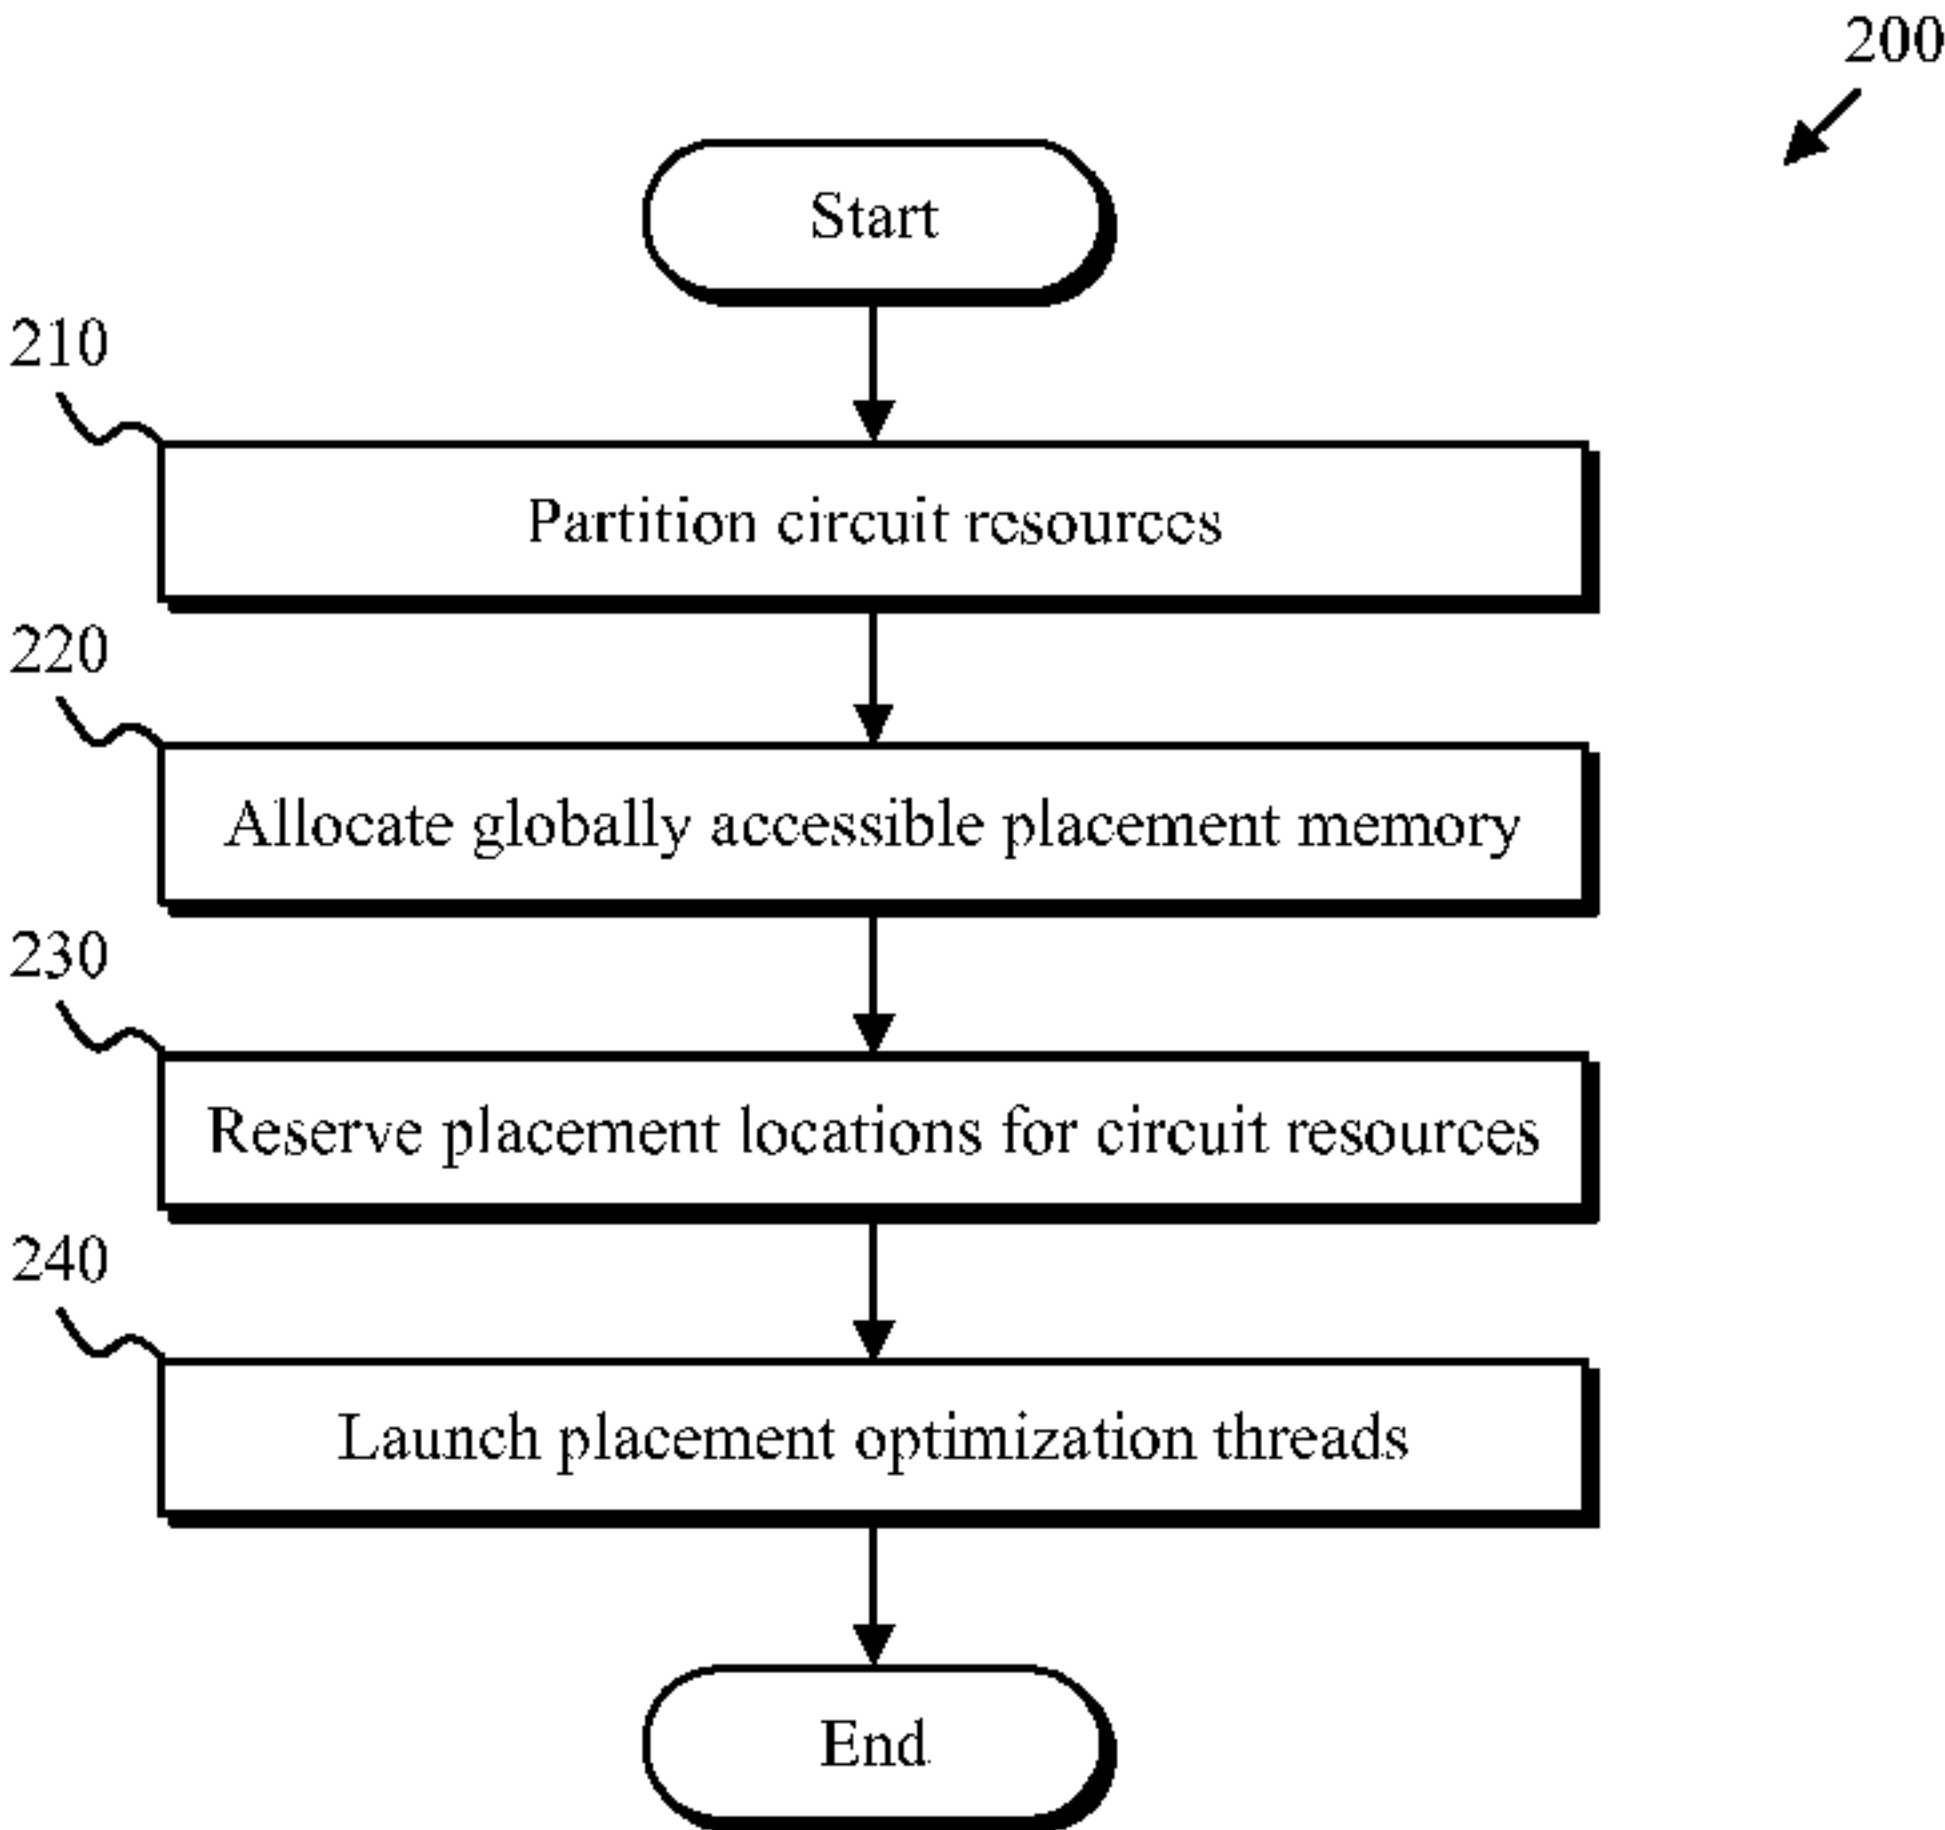 200
Start
210
Partition circuit resources
220
Allocate globally accessible placement memory
230
Reserve placement locations for circuit resources
240
Launch placement optimization threads
End